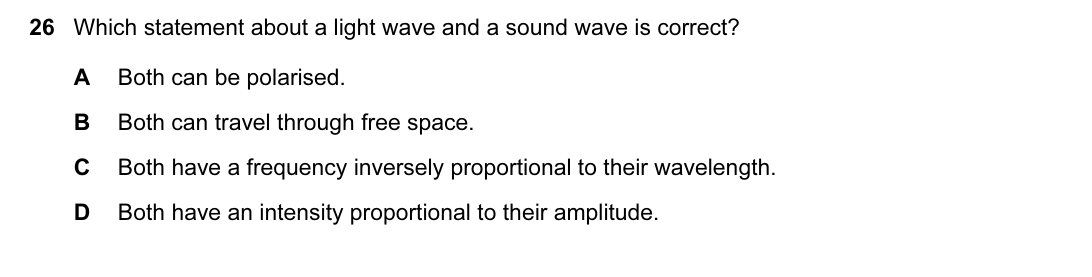 26 Which statement about a light wave and a sound wave is correct?
A Both can be polarised.
B Both can travel through free space.
C Both have a frequency inversely proportional to their wavelength.
D Both have an intensity proportional to their amplitude.